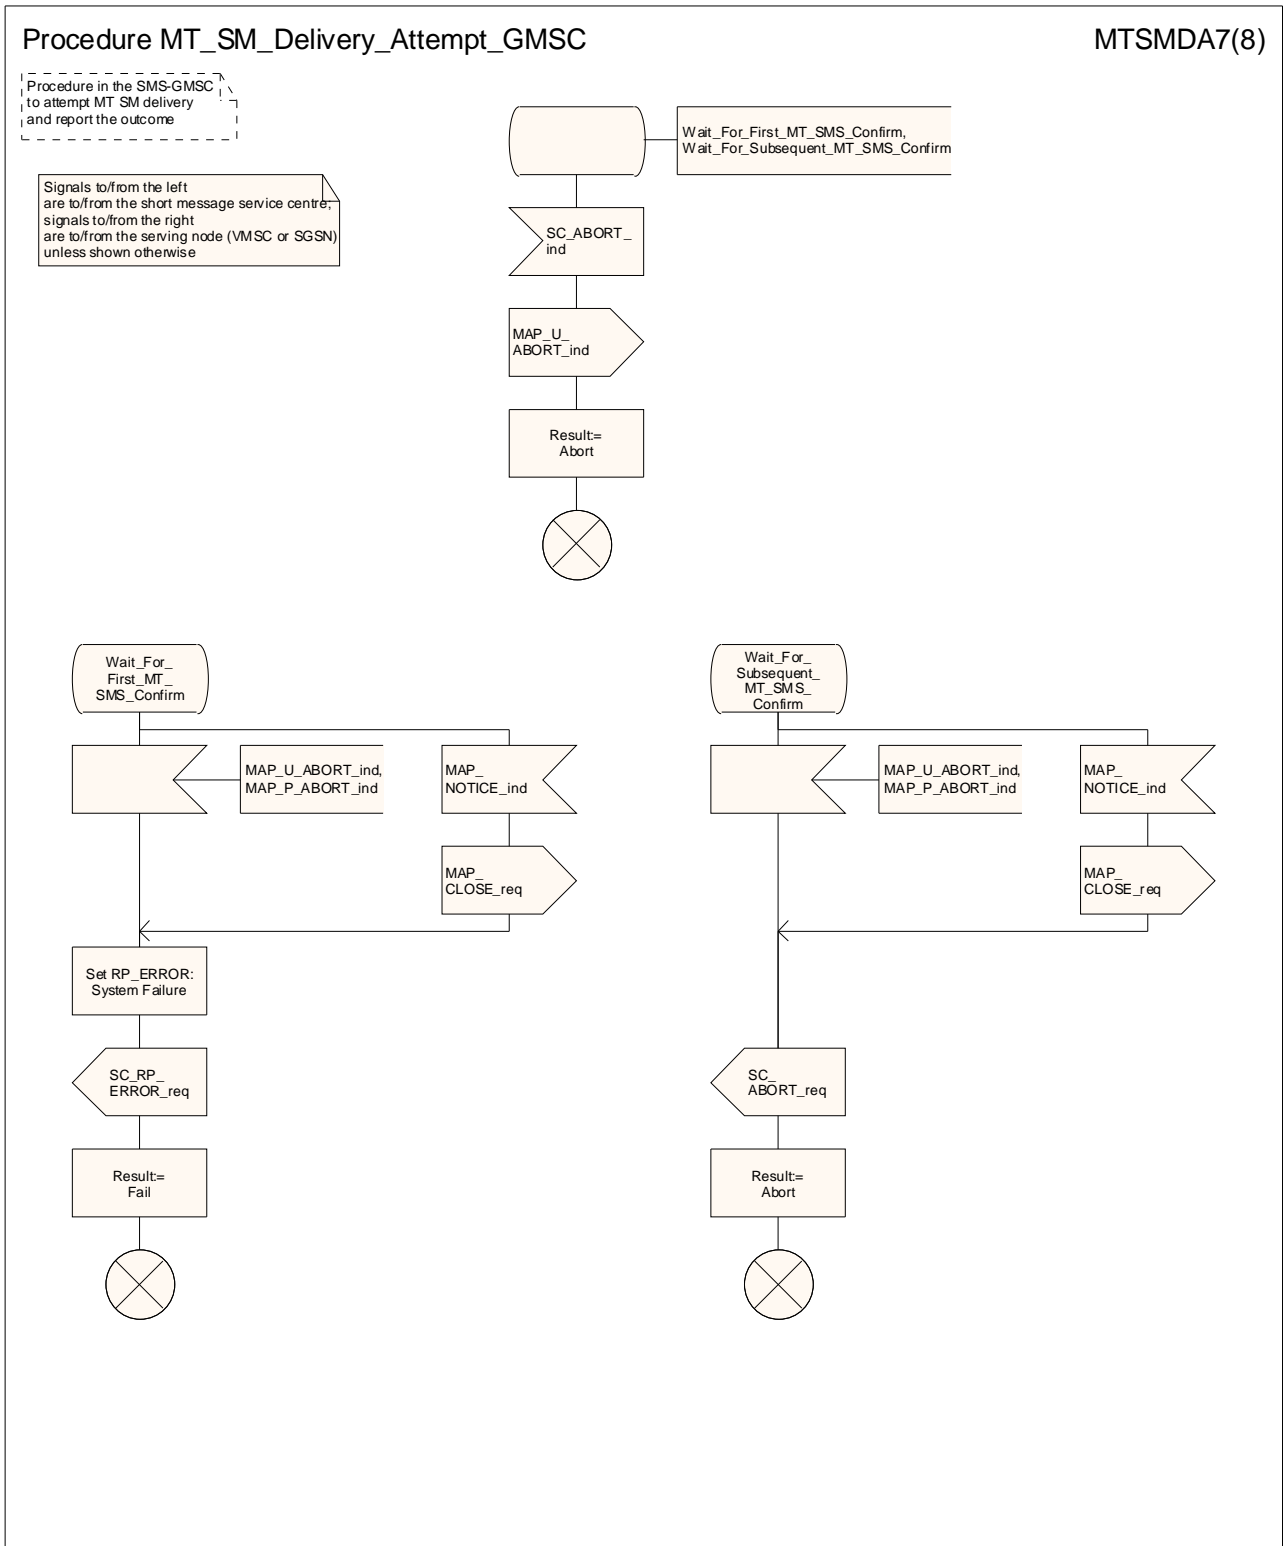 Procedure MT_SM_Delivery_Attempt_GMSC
MTSMDA7(8)
Procedure in the SMS-GMSC
to attempt MT SM delivery
and report the outcome
Signals to/from the left
are to/from the short message service centre;
signals to/from the right
are to/from the serving node (VMSC or SGSN)
unless shown otherwise
Wait_For_First_MT_SMS_Confirm,
Wait_For_Subsequent_MT_SMS_Confirm
SC_ABORT_
ind
MAP_U_
ABORT_ind
Result:=
Abort
Wait_For_
First_MT_
SMS_Confirm
MAP_U_ABORT_ind,
MAP_P_ABORT_ind
MAP_
NOTICE_ind
MAP_
CLOSE_req
Set RP_ERROR:
System Failure
SC_RP_
ERROR_req
Result:=
Fail
Wait_For_
Subsequent_
MT_SMS_
Confirm
MAP_U_ABORT_ind,
MAP_P_ABORT_ind
MAP_
NOTICE_ind
MAP_
CLOSE_req
SC_
ABORT_req
Result:=
Abort